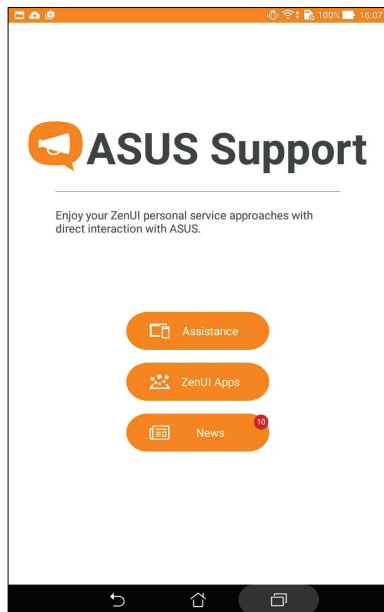 100% 16:07
ASUS Support
Enjoy your ZenUI personal service approaches with
direct interaction with ASUS.
Assistance
ZenUI Apps
10
News